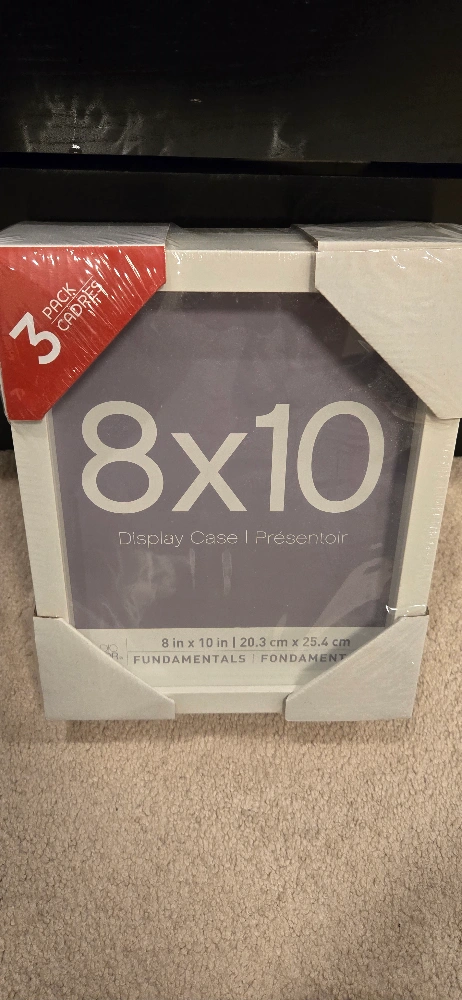 3 PACK
CADRES
8x10
Display Case | Présentoir
8 in x 10 in | 20.3 cm x 25.4 cm
FUNDAMENTALS | FONDAMENT